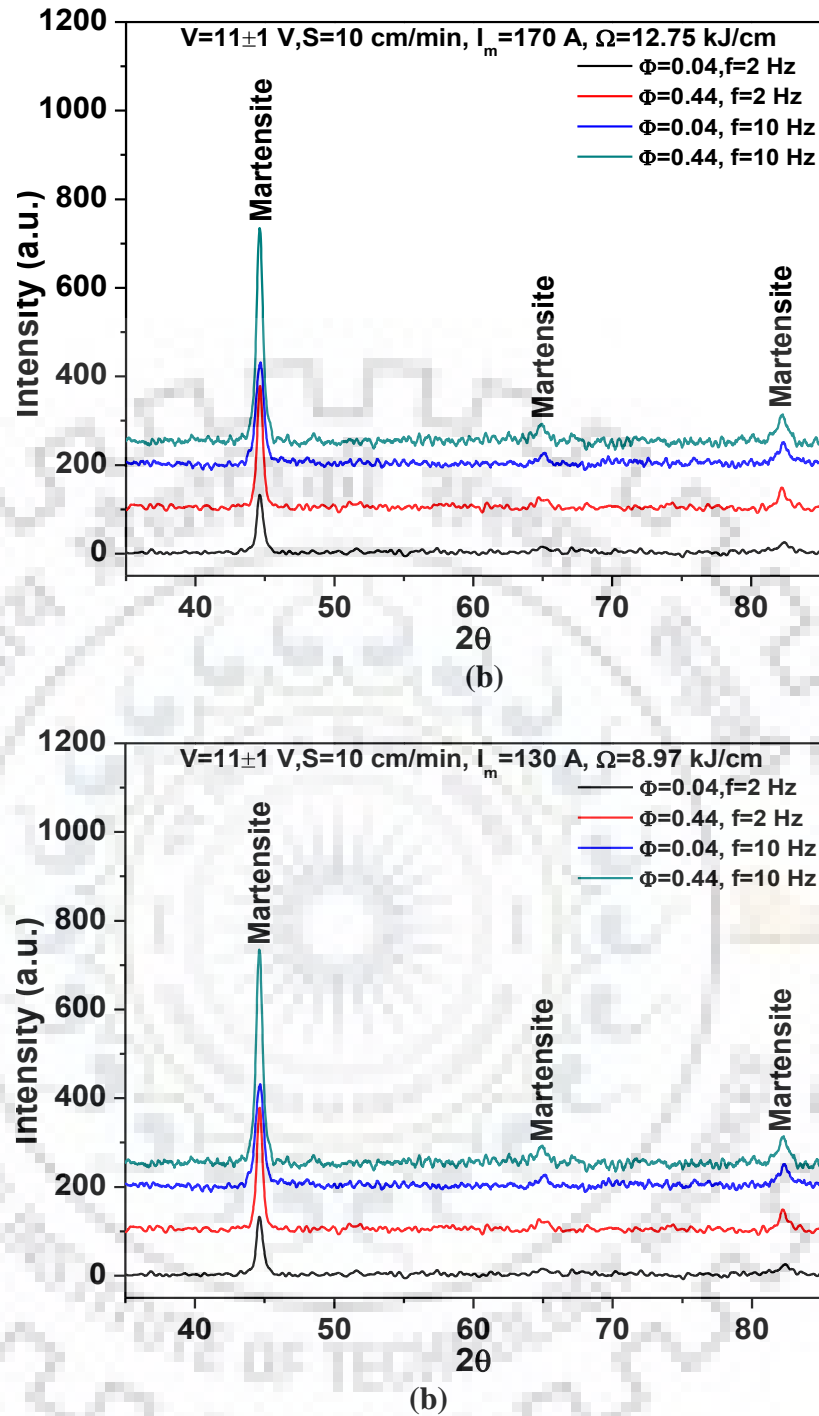 1200
1000
800
600
400
200
0
Intensity (a.u.)
V=11±1 V,S=10 cm/min, I_m=170 A, Ω=12.75 kJ/cm
Φ=0.04,f=2 Hz
Φ=0.44, f=2 Hz
Φ=0.04, f=10 Hz
Φ=0.44, f=10 Hz
Martensite
Martensite
Martensite
40 50 60 70 80
2θ
(b)
1200
1000
800
600
400
200
0
Intensity (a.u.)
V=11±1 V,S=10 cm/min, I_m=130 A, Ω=8.97 kJ/cm
Φ=0.04,f=2 Hz
Φ=0.44, f=2 Hz
Φ=0.04, f=10 Hz
Φ=0.44, f=10 Hz
Martensite
Martensite
Martensite
40 50 60 70 80
2θ
(b)